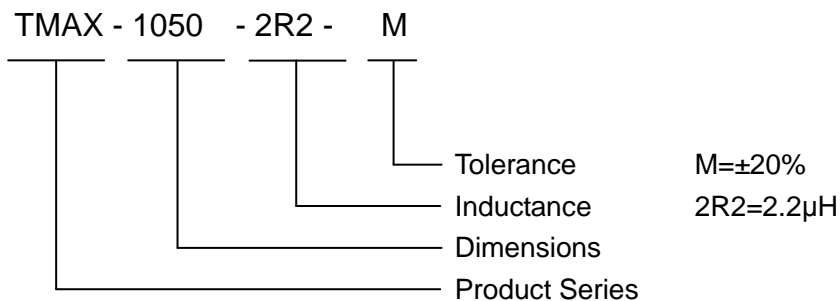 TMAX - 1050 - 2R2 - M
Tolerance M=±20%
Inductance 2R2=2.2µH
Dimensions
Product Series